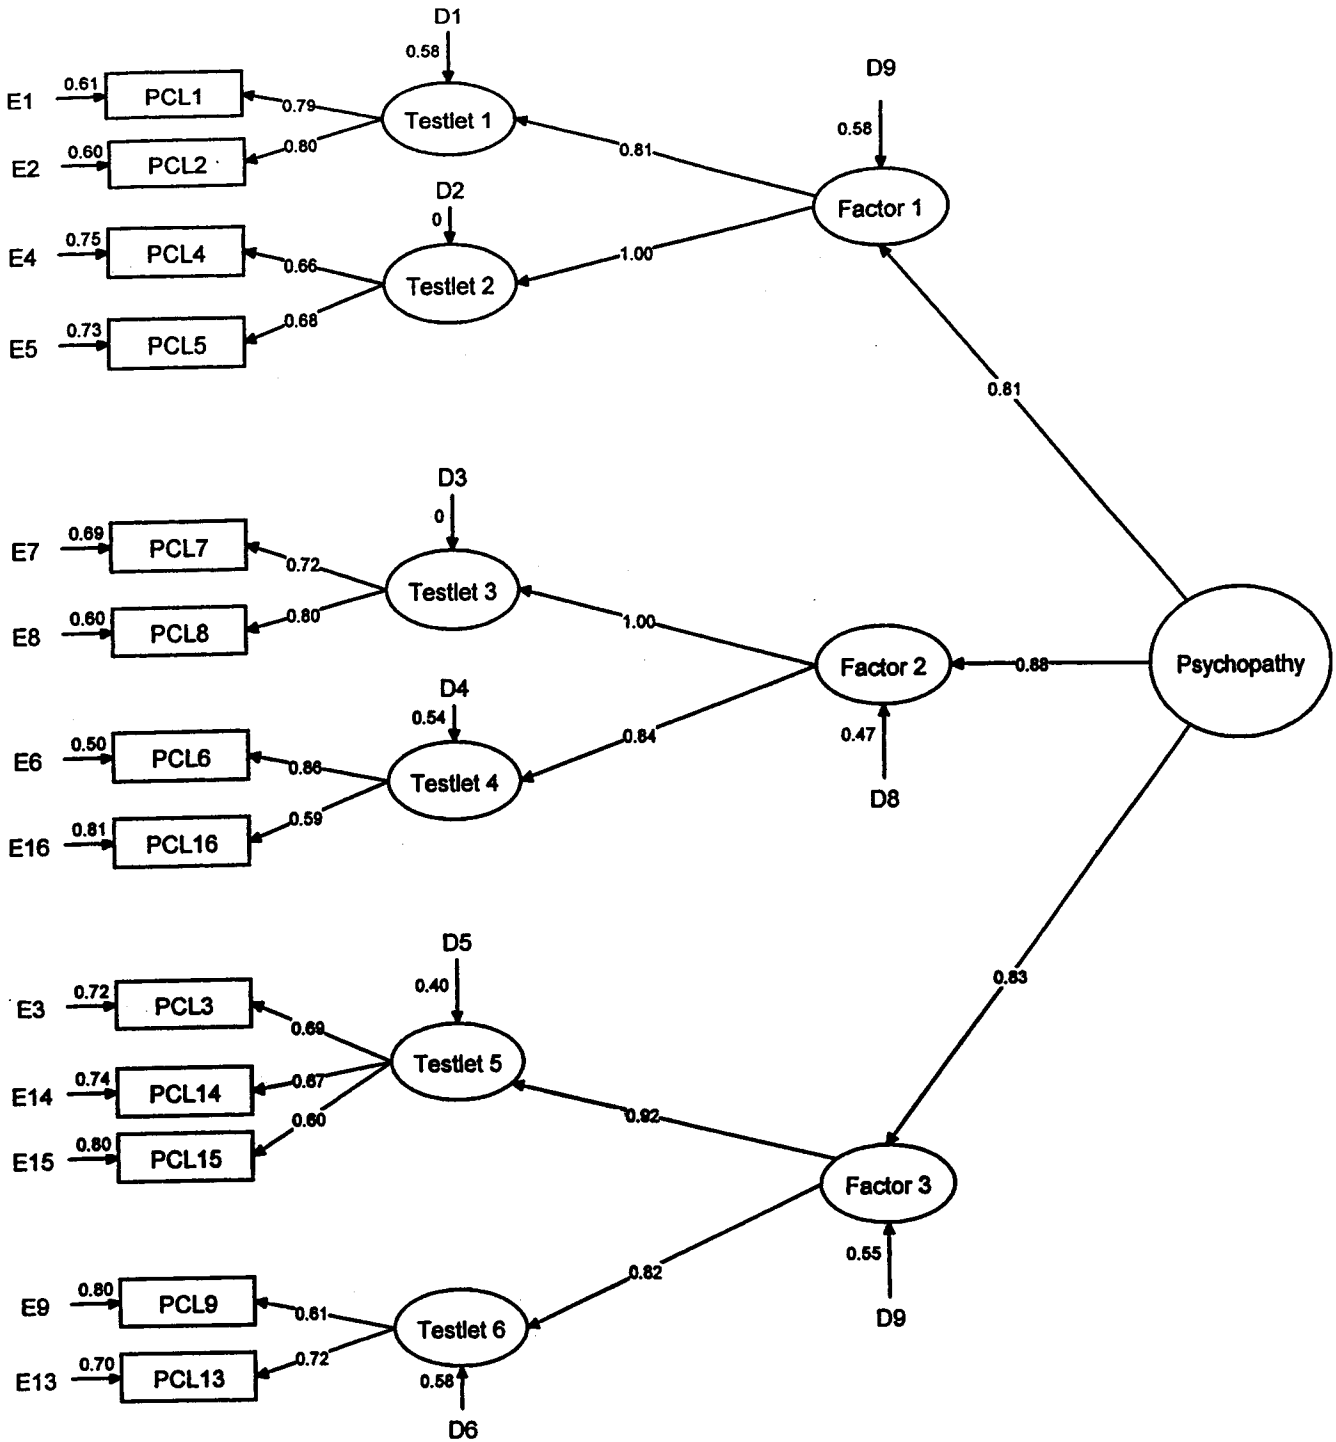 D1
0.58
D9
0.58
E1 0.61 PCL1 0.79 Testlet 1
E2 0.60 PCL2 0.80
0.81
Factor 1
D2
0
E4 0.75 PCL4 0.66 Testlet 2
1.00
E5 0.73 PCL5 0.68
0.81
D3
0
E7 0.69 PCL7 0.72 Testlet 3
1.00
E8 0.60 PCL8 0.80
Factor 2 0.88 Psychopathy
D4
0.54
0.84
0.47
D8
E6 0.50 PCL6 0.86 Testlet 4
E16 0.81 PCL16 0.59
D5
0.40
0.83
E3 0.72 PCL3 0.69 Testlet 5
E14 0.74 PCL14 0.67
0.92
E15 0.80 PCL15 0.60
Factor 3
0.55
D9
0.82
E9 0.80 PCL9 0.61 Testlet 6
E13 0.70 PCL13 0.72
0.58
D6